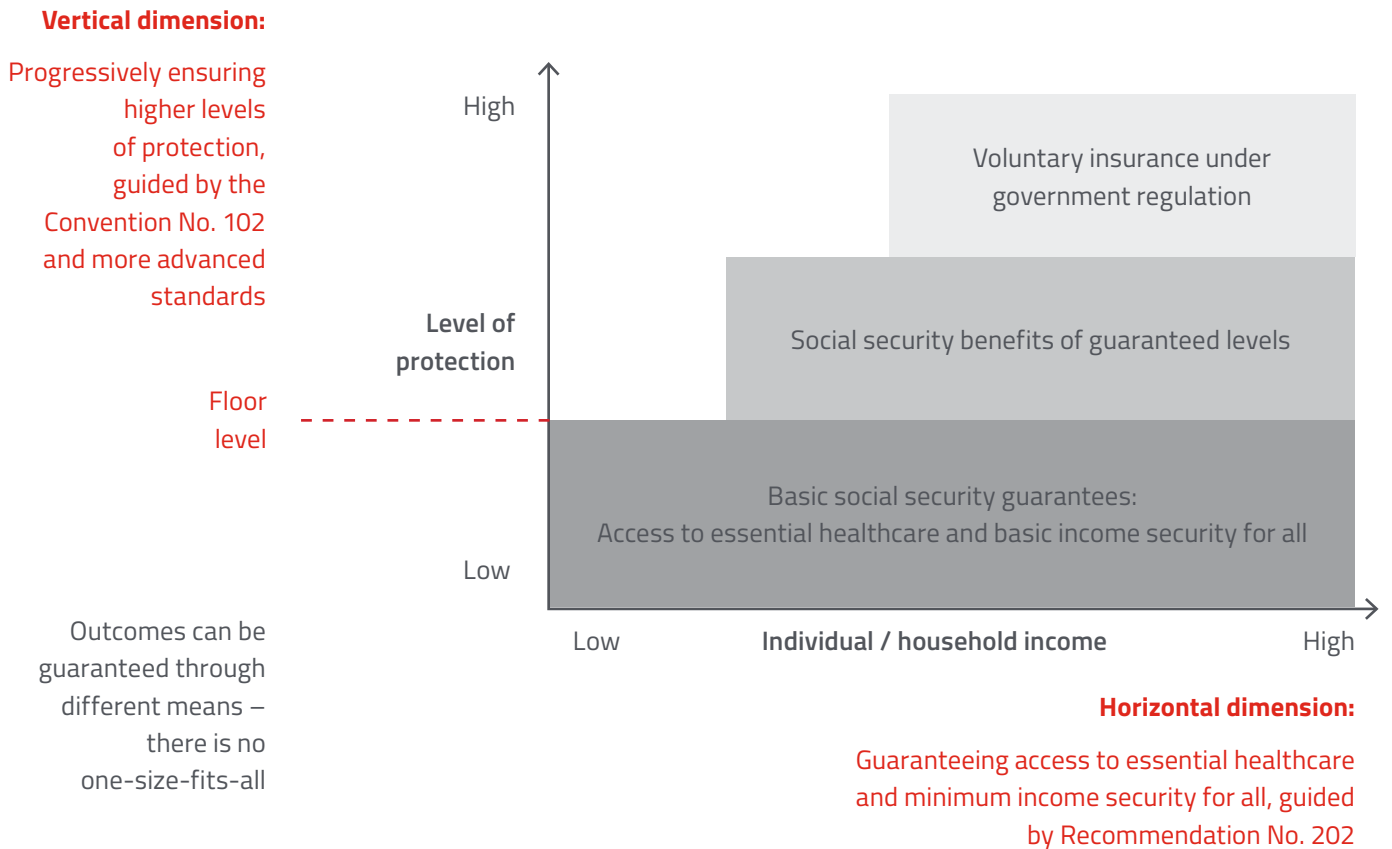 Vertical dimension:
Progressively ensuring
higher levels
of protection,
guided by the
Convention No. 102
and more advanced
standards
Floor
level
Outcomes can be
guaranteed through
different means –
there is no
one-size-fits-all
High
Level of
protection
Low
Voluntary insurance under
government regulation
Social security benefits of guaranteed levels
Basic social security guarantees:
Access to essential healthcare and basic income security for all
Low
Individual / household income
High
Horizontal dimension:
Guaranteeing access to essential healthcare
and minimum income security for all, guided
by Recommendation No. 202